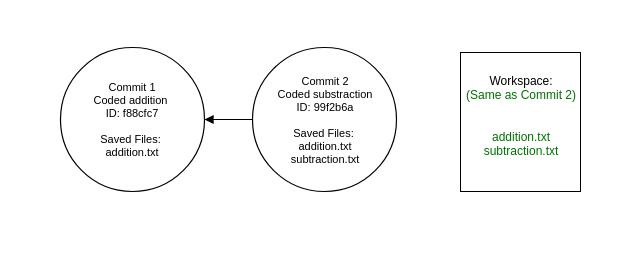 Commit 1
Coded addition
ID: f88cfc7
Saved Files:
addition.txt
Commit 2
Coded substraction
ID: 99f2b6a
Saved Files:
addition.txt
subtraction.txt
Workspace:
(Same as Commit 2)
addition.txt
subtraction.txt